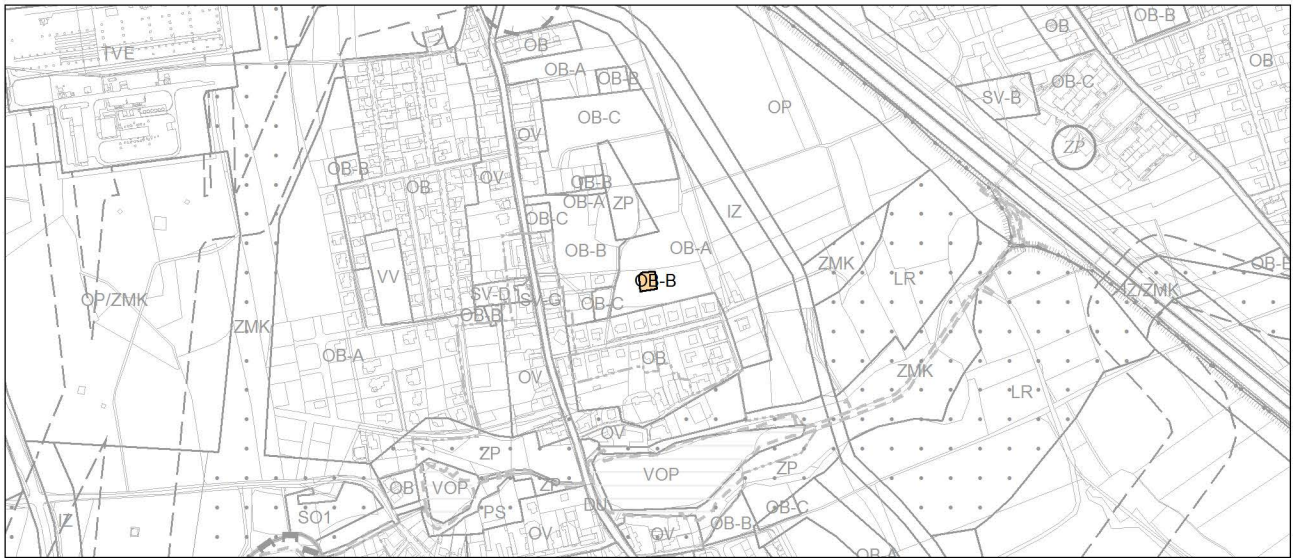 OB
OB-B
TVE
OB
OB
OB-A
OB-B
OB-C
SV-B
OP
OB-C
OV
ZP
OB-B
OB
OV
OB-B
OB-A
ZP
OB-C
IZ
OB-B
OB-A
VV
ZMK
LR
OB-B
OP/ZMK
SV-D
SV-G
OB-C
IZ/ZMK
ZMK
OB-B
OB-A
OB
OV
ZMK
LR
OV
ZP
VOP
ZP
OB
VOP
ZP
DU
OB-C
SO1
PS
OV
OV
OB-B
IZ
OB-A